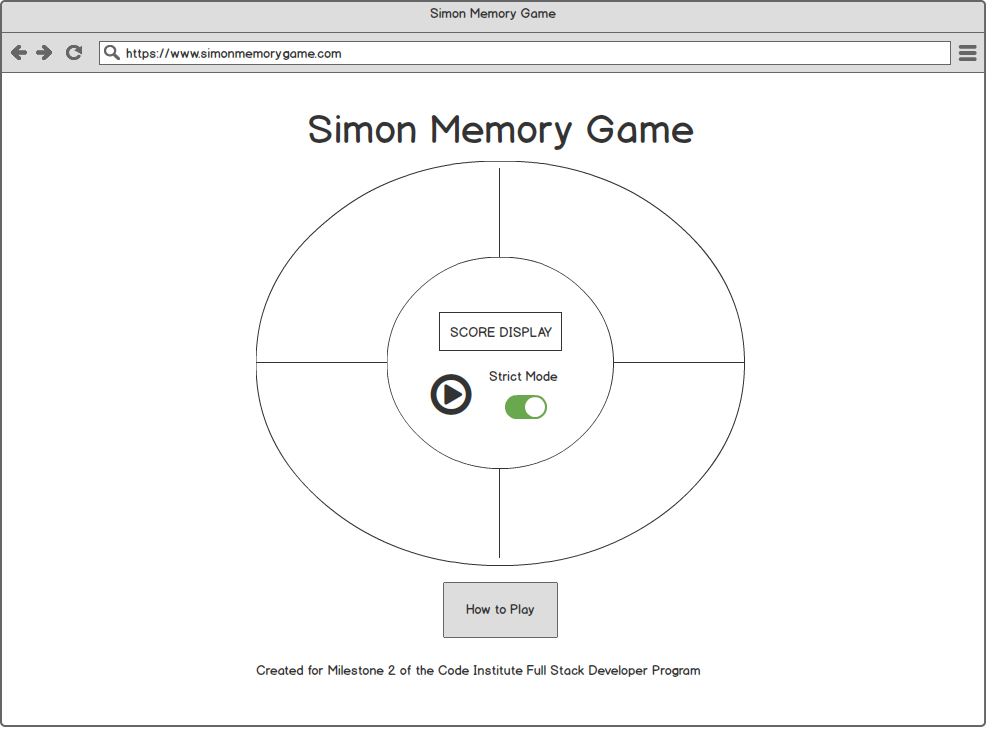 Simon Memory Game
https://www.simonmemorygame.com
Simon Memory Game
SCORE DISPLAY
Strict Mode
How to Play
Created for Milestone 2 of the Code Institute Full Stack Developer Program